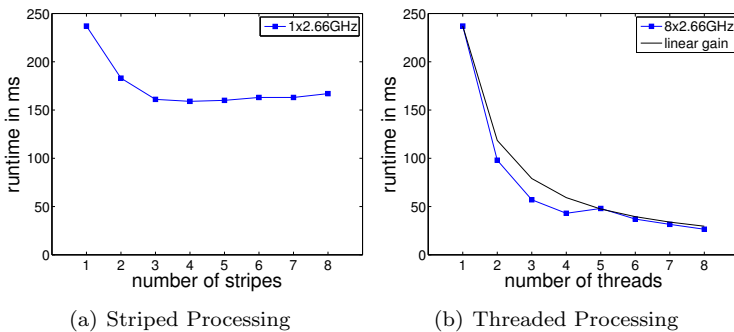 250
200
150
100
50
0
runtime in ms
1 2 3 4 5 6 7 8
number of stripes
1x2.66GHz
(a) Striped Processing
250
200
150
100
50
0
runtime in ms
1 2 3 4 5 6 7 8
number of threads
8x2.66GHz
linear gain
(b) Threaded Processing